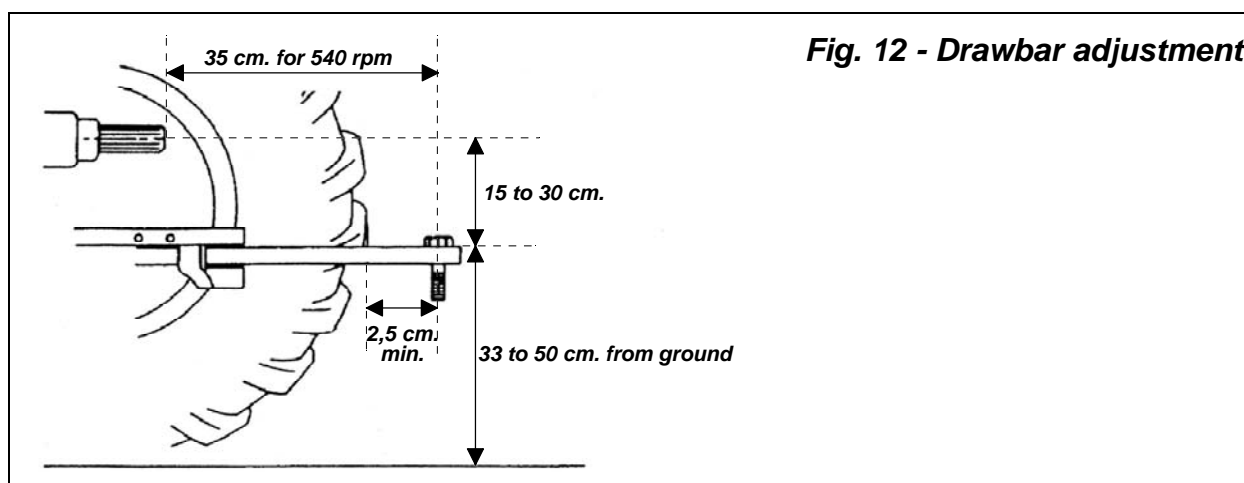 Fig. 12 - Drawbar adjustment
35 cm. for 540 rpm
15 to 30 cm.
2,5 cm.
min.
33 to 50 cm. from ground